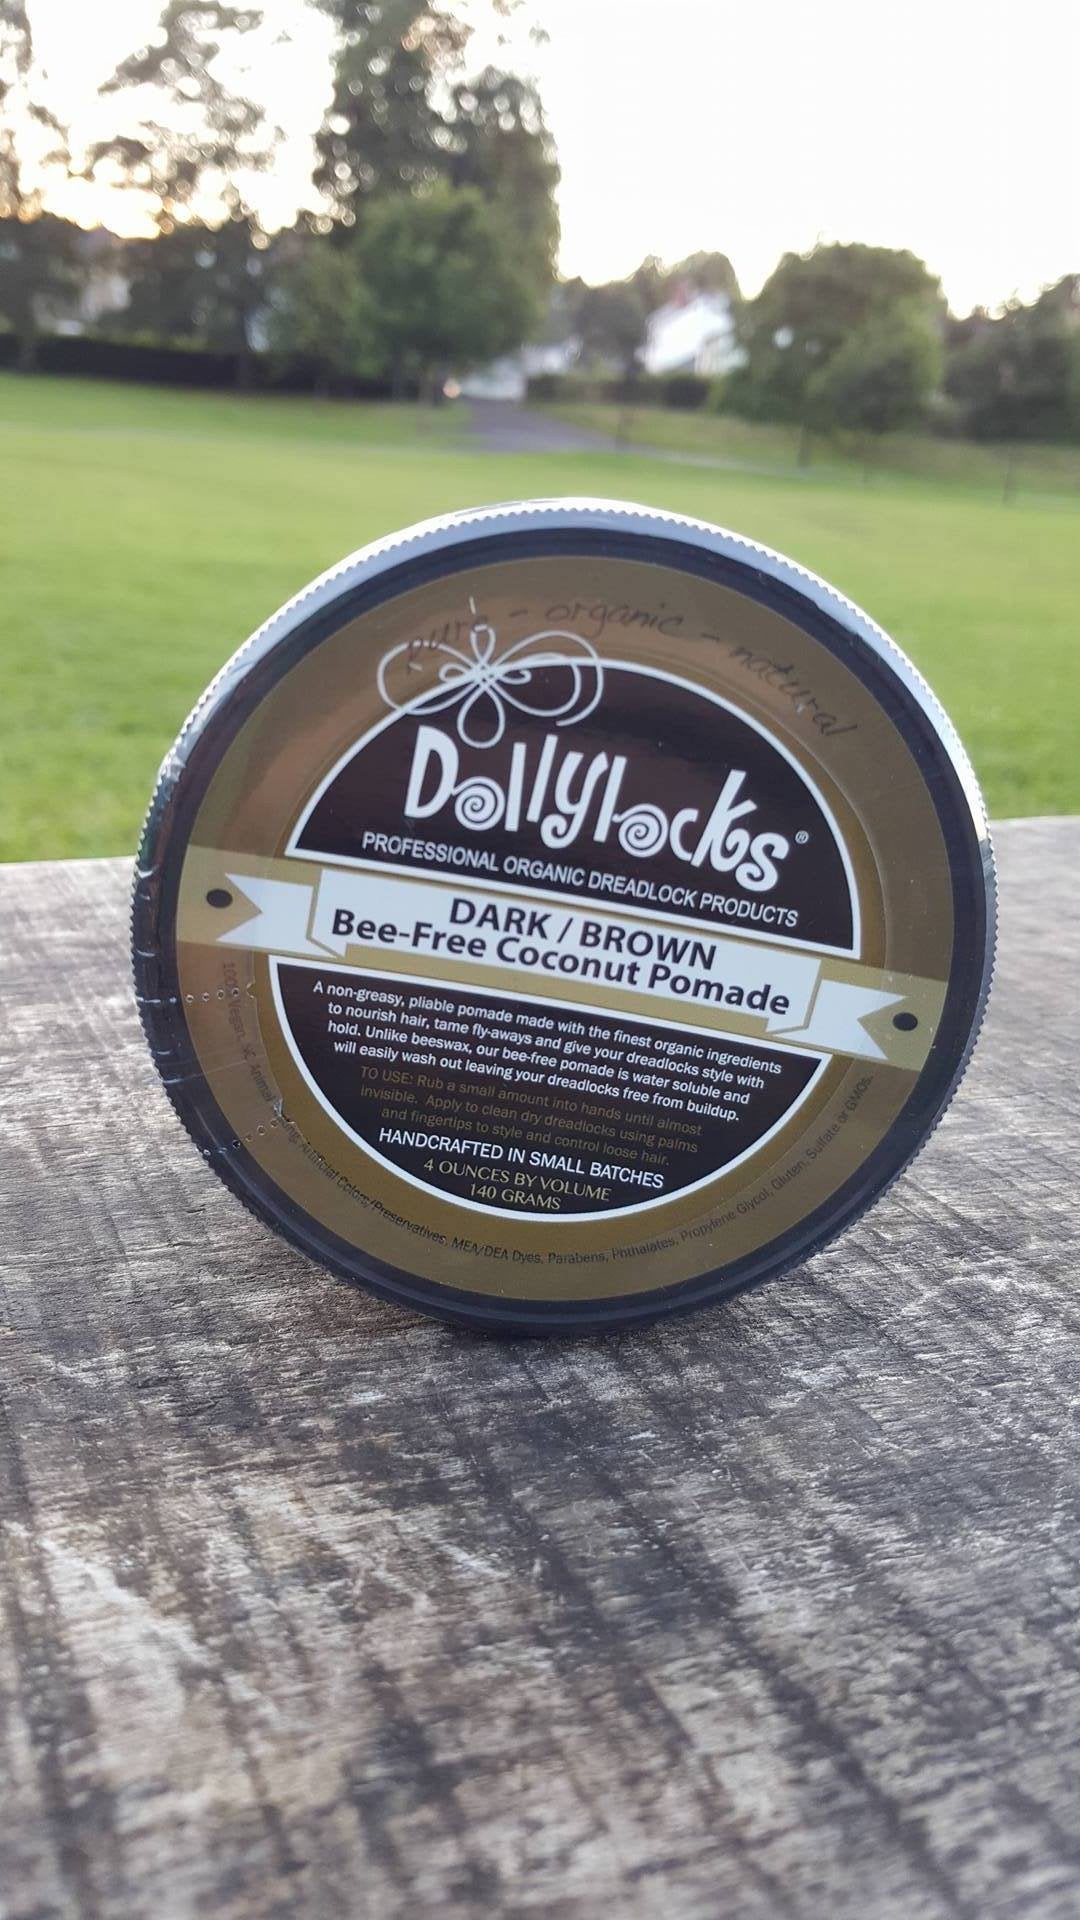 pure - organic - natural
Dollylocks®
PROFESSIONAL ORGANIC DREADLOCK PRODUCTS
DARK / BROWN
Bee-Free Coconut Pomade
A non-greasy, pliable pomade made with the finest organic ingredients
to nourish hair, tame fly-aways and give your dreadlocks style with
hold. Unlike beeswax, our bee-free pomade is water soluble and
will easily wash out leaving your dreadlocks free from buildup.
TO USE: Rub a small amount into hands until almost
invisible. Apply to clean dry dreadlocks using palms
and fingertips to style and control loose hair.
HANDCRAFTED IN SMALL BATCHES
4 OUNCES BY VOLUME
140 GRAMS
100% Vegan. Animal Artificial Colors/Preservatives, MEA/DEA Dyes, Parabens, Phthalates, Propylene Glycol, Gluten, Sulfate or GMOs.